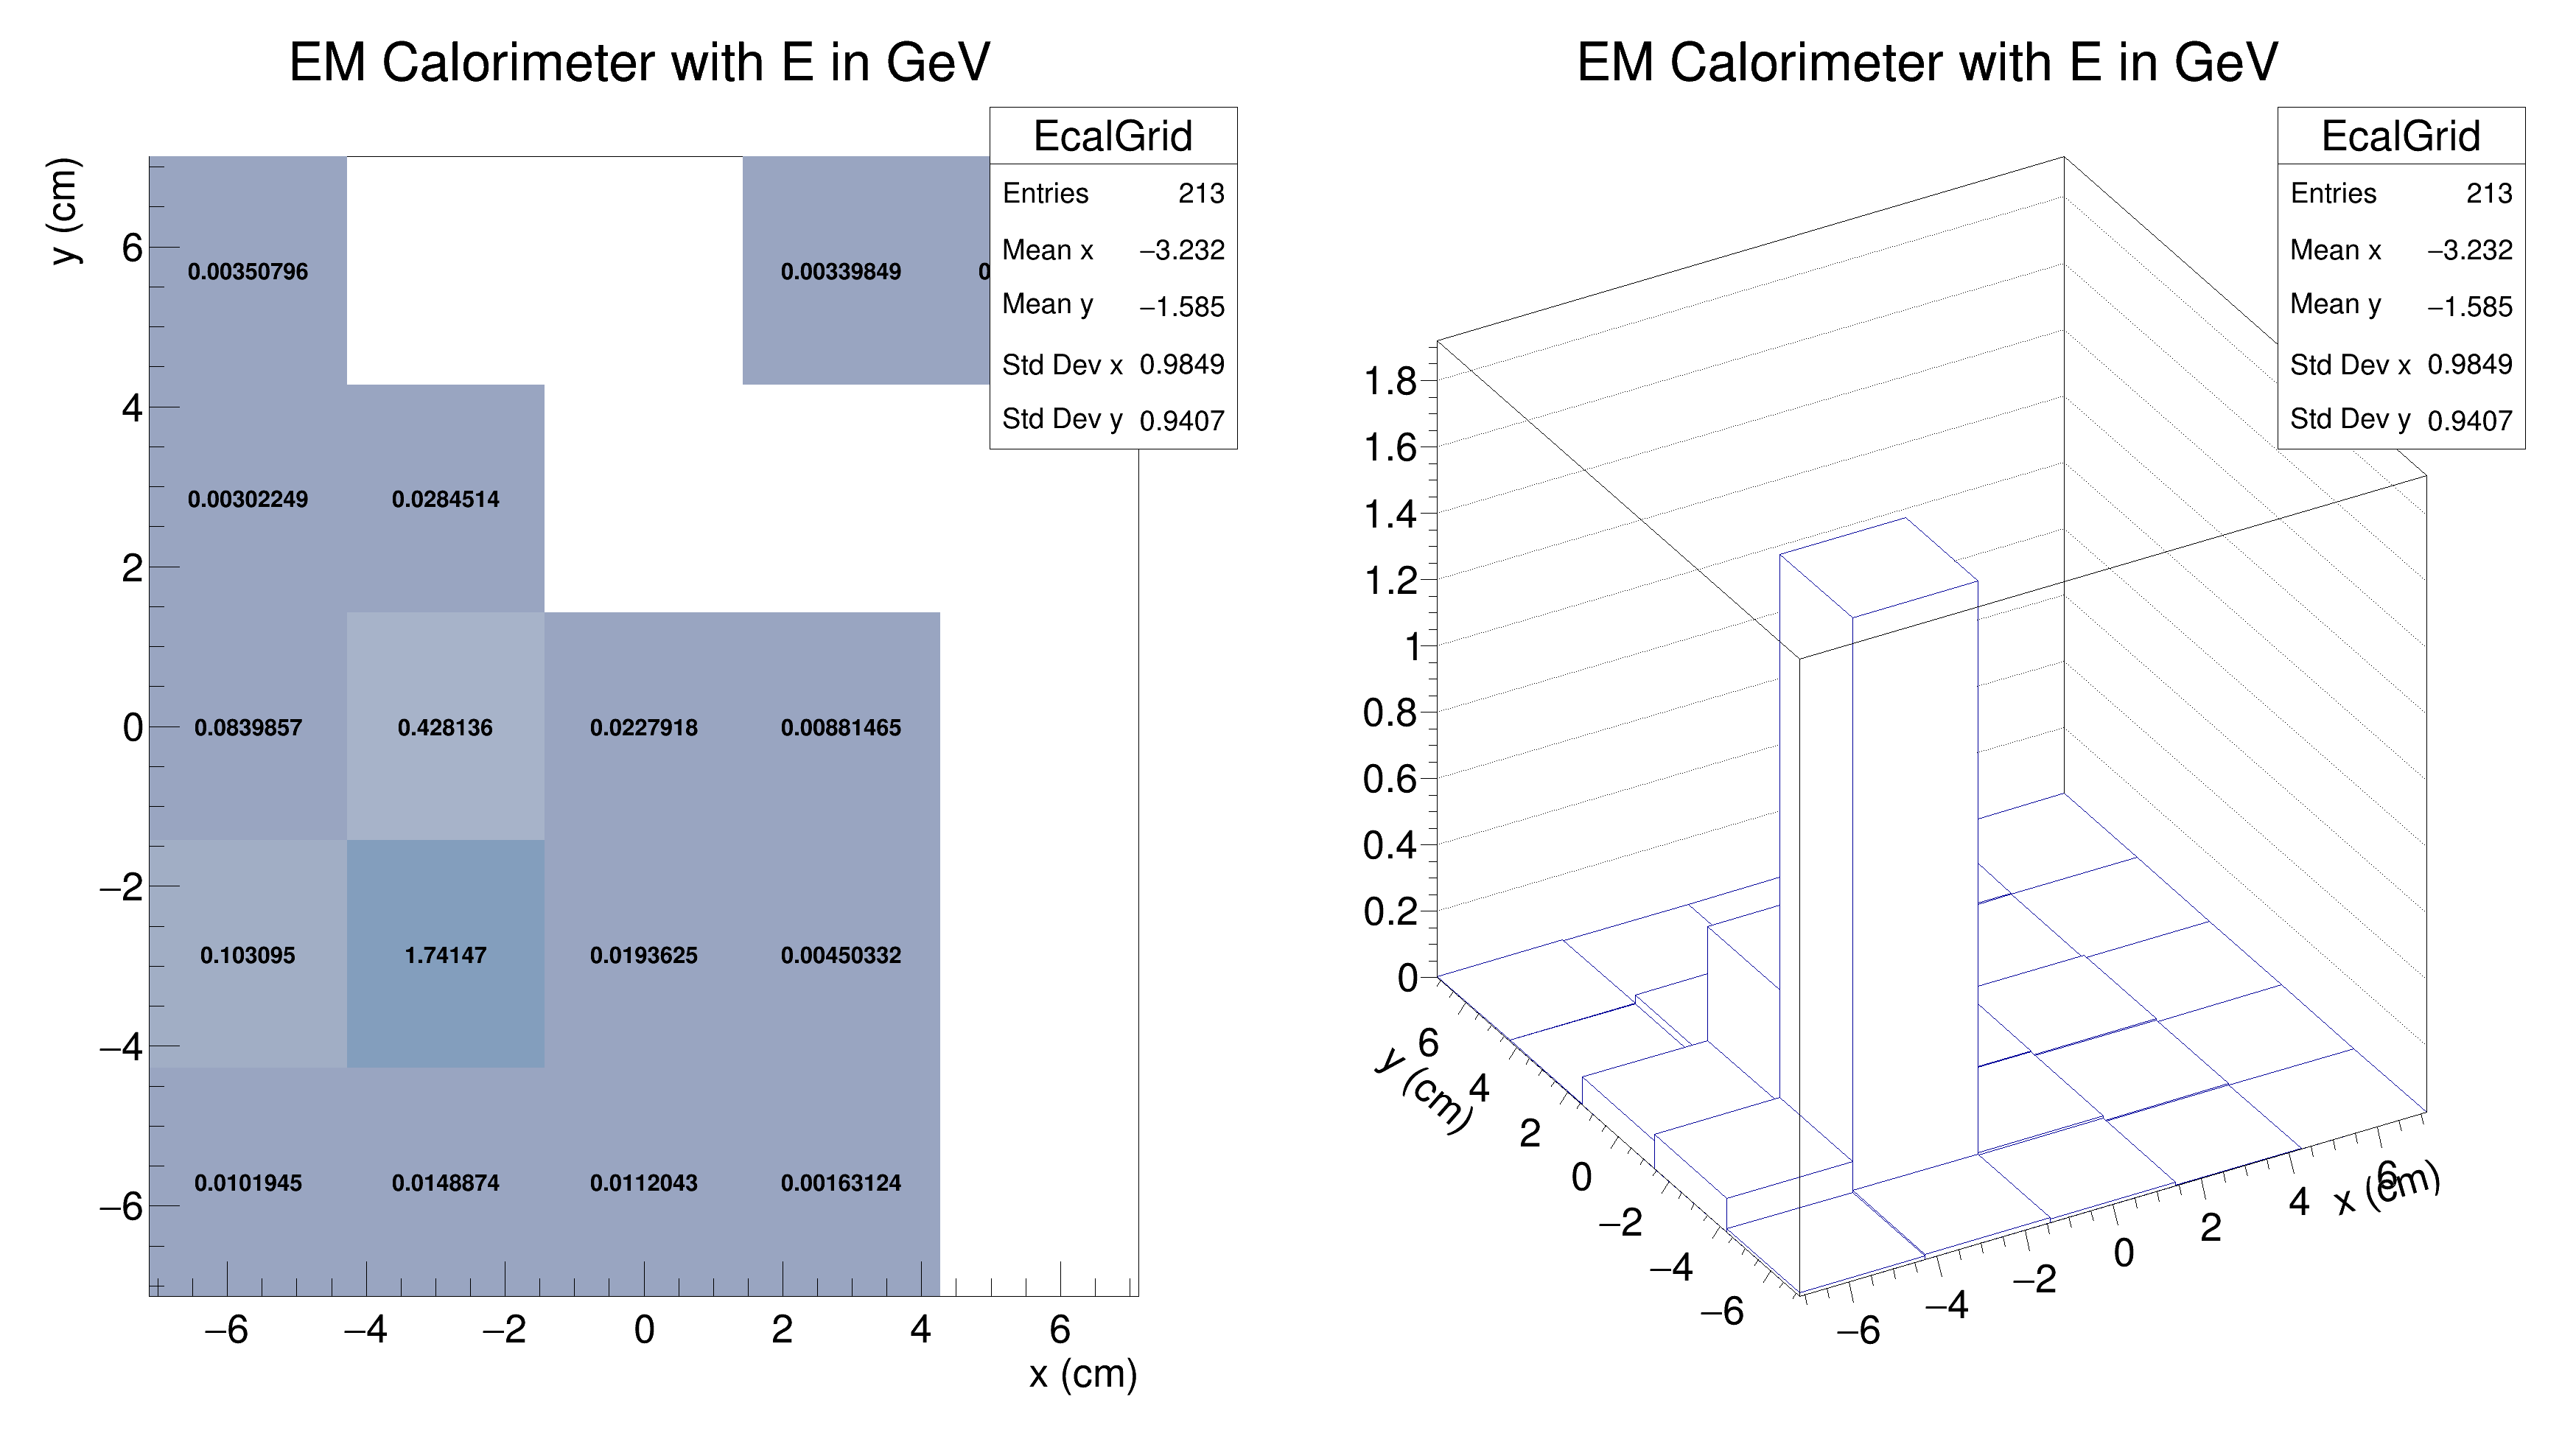 EM Calorimeter with E in GeV
EcalGrid
Entries 213
Mean x −3.232
Mean y −1.585
Std Dev x 0.9849
Std Dev y 0.9407
y (cm)
6
4
2
0
−2
−4
−6
0.00350796 0.00339849
0.00302249 0.0284514
0.0839857 0.428136 0.0227918 0.00881465
0.103095 1.74147 0.0193625 0.00450332
0.0101945 0.0148874 0.0112043 0.00163124
−6 −4 −2 0 2 4 6
x (cm)
EM Calorimeter with E in GeV
EcalGrid
Entries 213
Mean x −3.232
Mean y −1.585
Std Dev x 0.9849
Std Dev y 0.9407
1.8
1.6
1.4
1.2
1
0.8
0.6
0.4
0.2
0
y (cm)
6
4
2
0
−2
−4
−6
−6 −4 −2 0 2 4 6
x (cm)